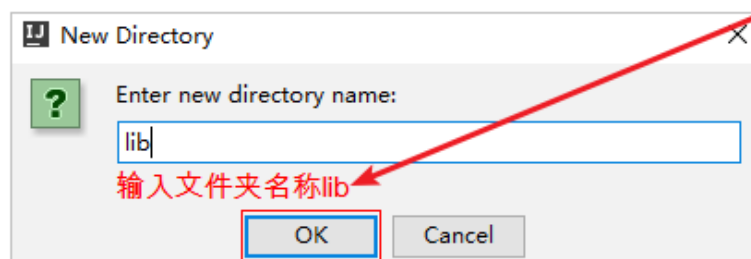 New Directory
Enter new directory name:
lib
输入文件夹名称lib
OK Cancel